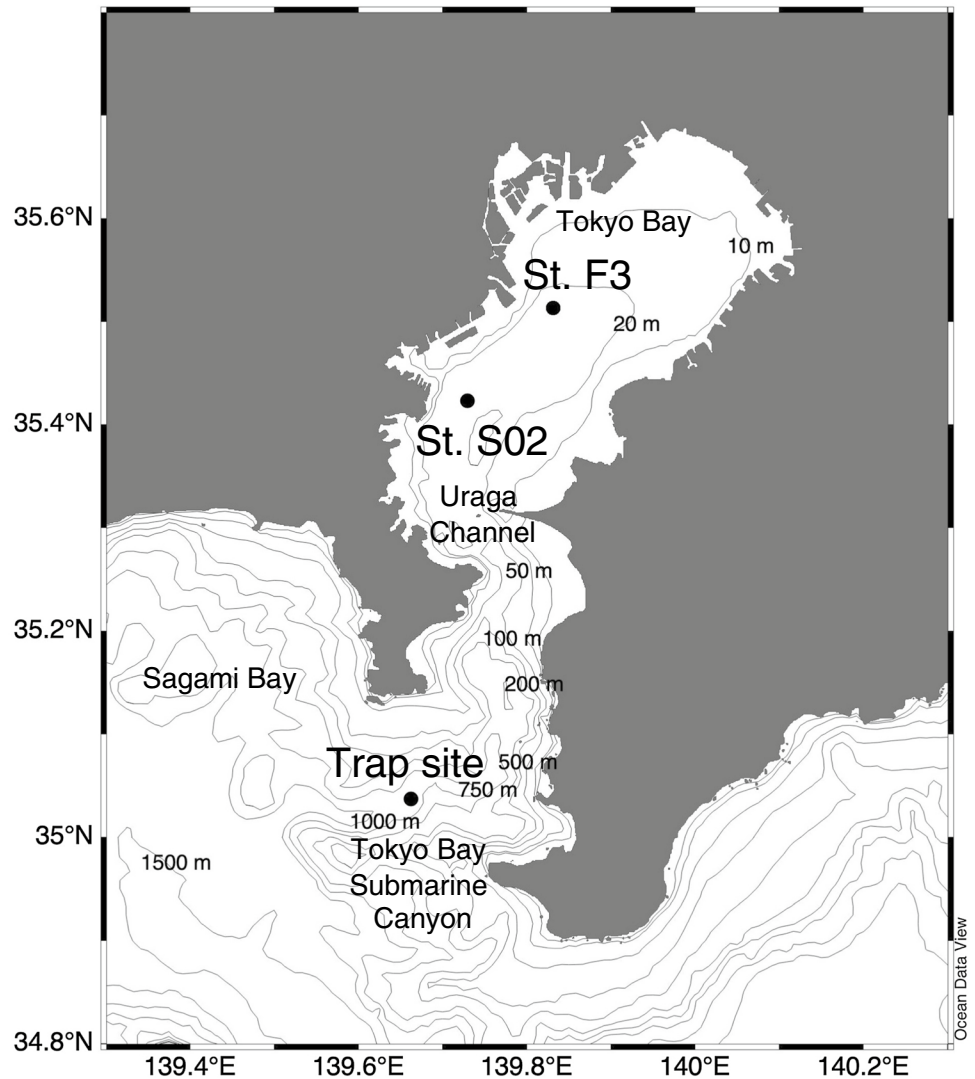 35.6°N
35.4°N
35.2°N
35°N
34.8°N
139.4°E
139.6°E
139.8°E
140°E
140.2°E
Tokyo Bay
10 m
St. F3
20 m
St. S02
Uraga
Channel
50 m
100 m
200 m
Sagami Bay
Trap site
500 m
750 m
1000 m
Tokyo Bay
Submarine
Canyon
1500 m
Ocean Data View